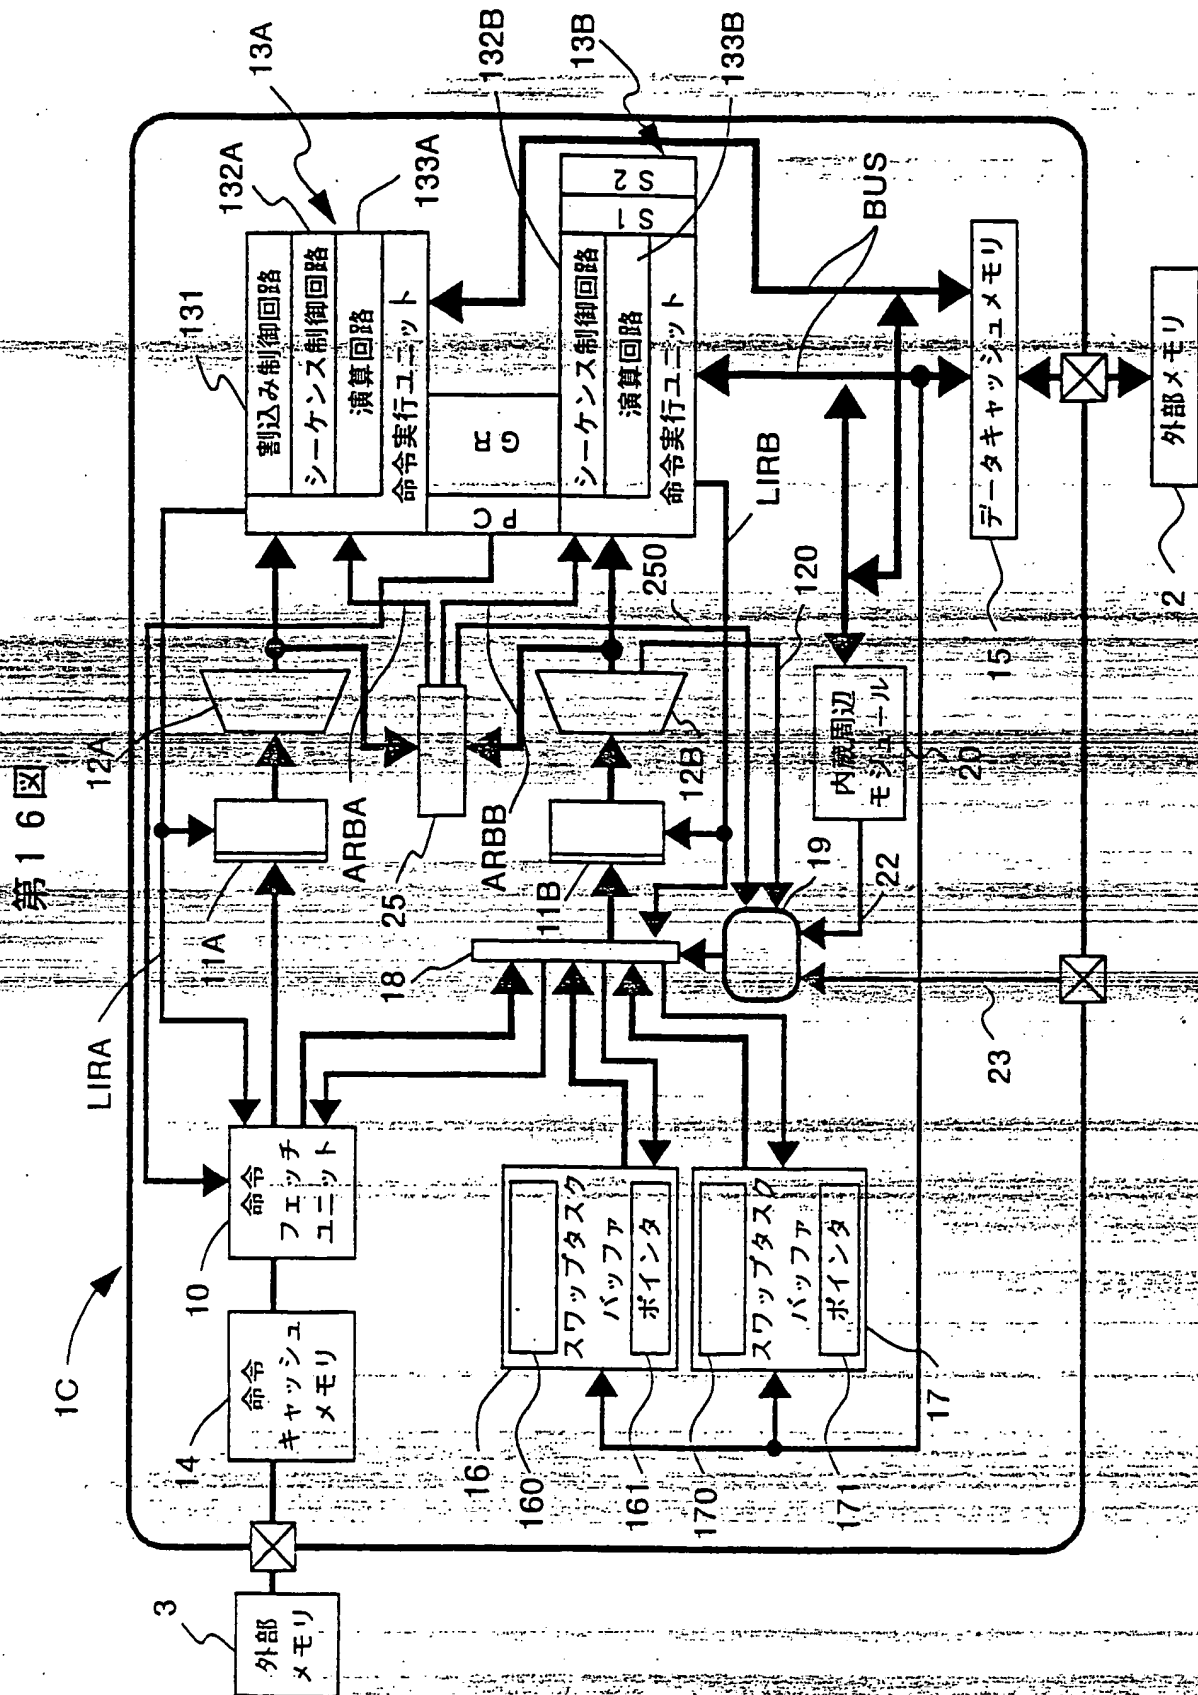 第16図
1C
3
外部
メモリ
14
命令
キャッシュ
メモリ
10
命令
フェッチ
ユニット
LIRA
11A
12A
131
132A
13A
133A
割込み制御回路
シーケンス制御回路
演算回路
命令実行ユニット
PC
GR
ARBA
25
ARBB
18
11B
12B
132B
13B
133B
シーケンス制御回路
演算回路
命令実行ユニット
S1
S2
LIRB
BUS
250
120
16
160
161
スワップタスク
バッファ
ポインタ
170
171
17
スワップタスク
バッファ
ポインタ
19
22
23
内蔵周辺
モジュール
20
15
データキャッシュメモリ
2
外部メモリ